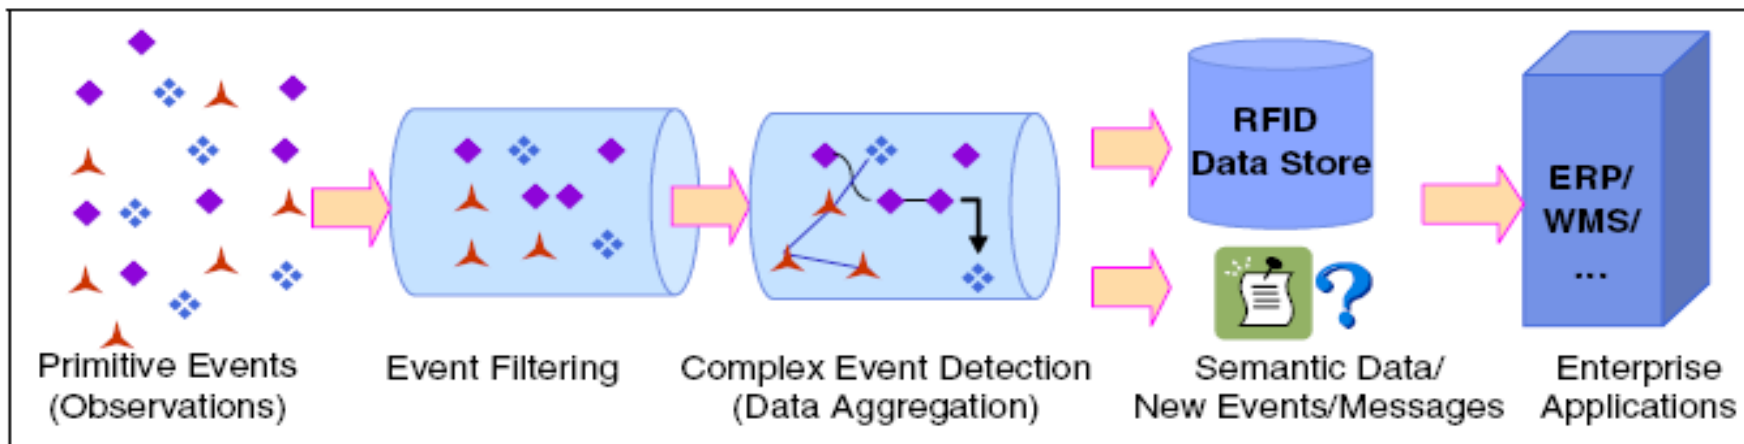 RFID
Data Store
ERP/
WMS/
...
Primitive Events
(Observations)
Event Filtering
Complex Event Detection
(Data Aggregation)
Semantic Data/
New Events/Messages
Enterprise
Applications